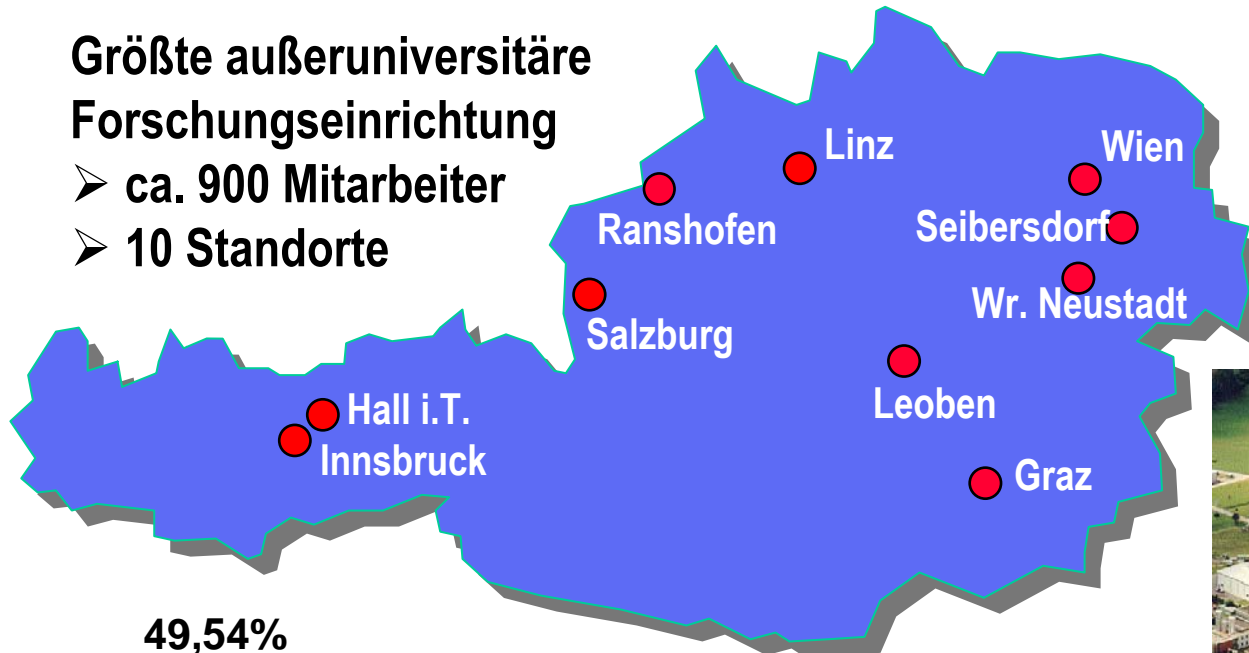 Größte außeruniversitäre
Forschungseinrichtung
➢ ca. 900 Mitarbeiter
➢ 10 Standorte
Linz
Wien
Ranshofen
Seibersdorf
Wr. Neustadt
Salzburg
Leoben
Hall i.T.
Innsbruck
Graz
49,54%